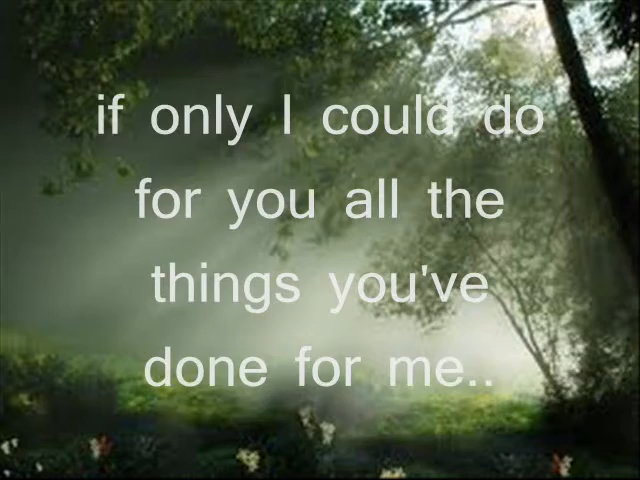 if only I could do
for you all the
things you've
done for me..